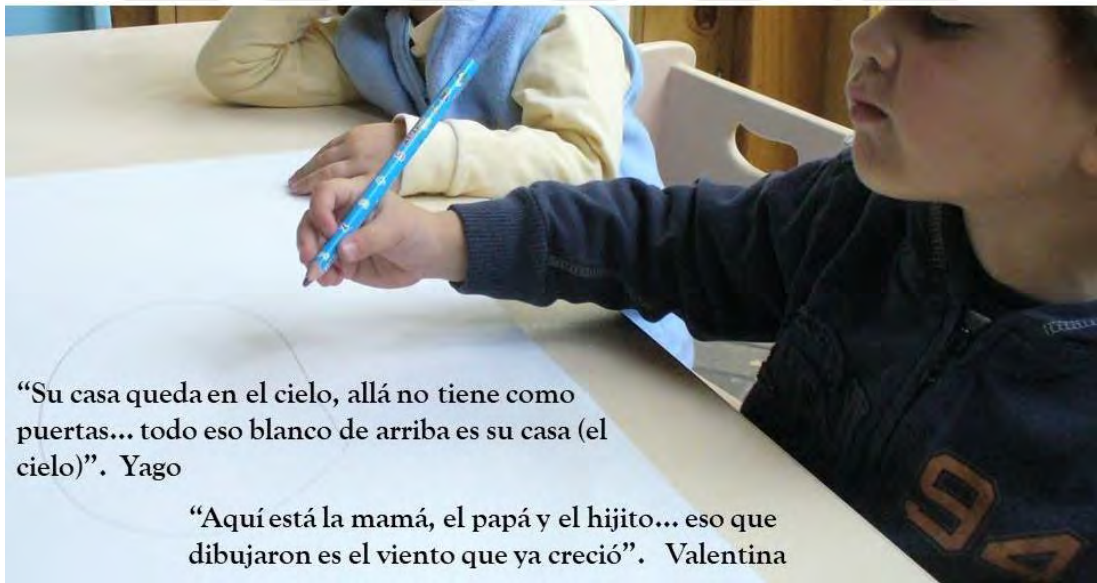 “Su casa queda en el cielo, allá no tiene como
puertas... todo eso blanco de arriba es su casa (el
cielo)”. Yago
“Aquí está la mamá, el papá y el hijito... eso que
dibujaron es el viento que ya creció”. Valentina
94